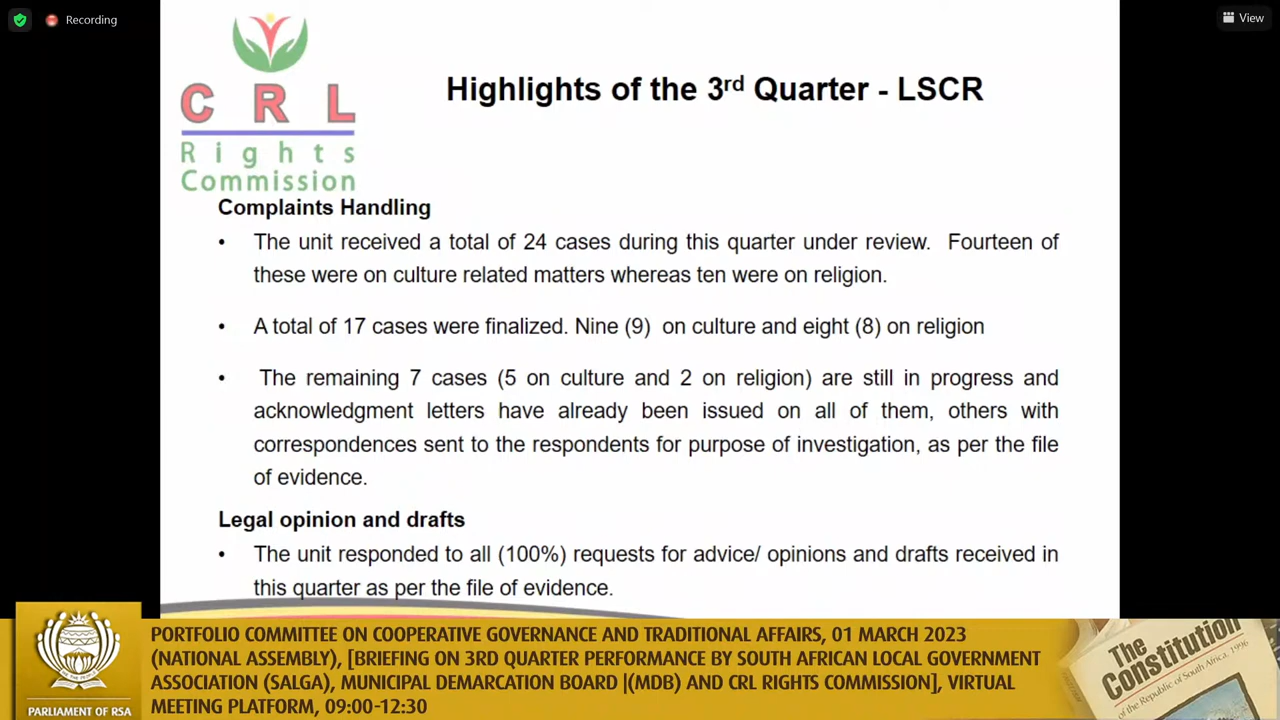 Recording
View
C R L
Rights
Commission
Highlights of the 3rd Quarter - LSCR
Complaints Handling
• The unit received a total of 24 cases during this quarter under review. Fourteen of
these were on culture related matters whereas ten were on religion.
• A total of 17 cases were finalized. Nine (9) on culture and eight (8) on religion
• The remaining 7 cases (5 on culture and 2 on religion) are still in progress and
acknowledgment letters have already been issued on all of them, others with
correspondences sent to the respondents for purpose of investigation, as per the file
of evidence.
Legal opinion and drafts
• The unit responded to all (100%) requests for advice/ opinions and drafts received in
this quarter as per the file of evidence.
PARLIAMENT OF RSA
PORTFOLIO COMMITTEE ON COOPERATIVE GOVERNANCE AND TRADITIONAL AFFAIRS, 01 MARCH 2023
(NATIONAL ASSEMBLY), [BRIEFING ON 3RD QUARTER PERFORMANCE BY SOUTH AFRICAN LOCAL GOVERNMENT
ASSOCIATION (SALGA), MUNICIPAL DEMARCATION BOARD |(MDB) AND CRL RIGHTS COMMISSION], VIRTUAL
MEETING PLATFORM, 09:00-12:30
The
Constitution
of the Republic of South Africa, 1996